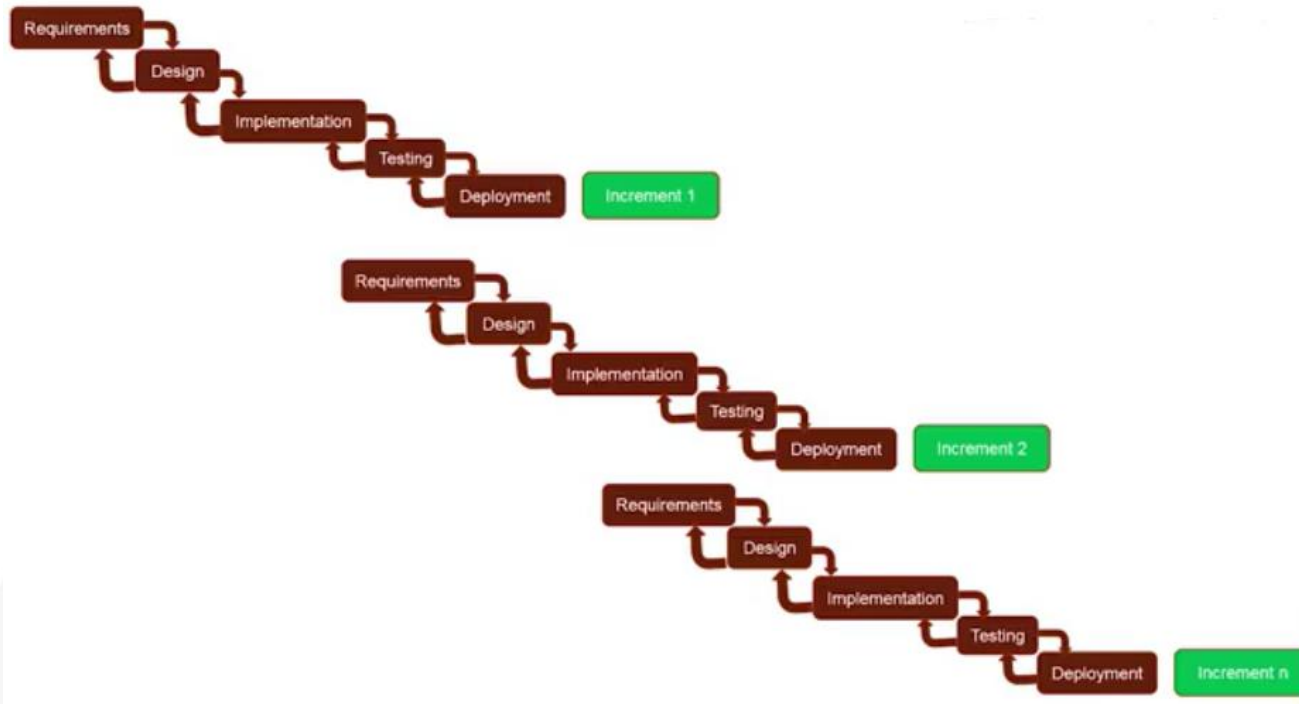 Requirements
Design
Implementation
Testing
Deployment
Increment 1
Requirements
Design
Implementation
Testing
Deployment
Increment 2
Requirements
Design
Implementation
Testing
Deployment
Increment n